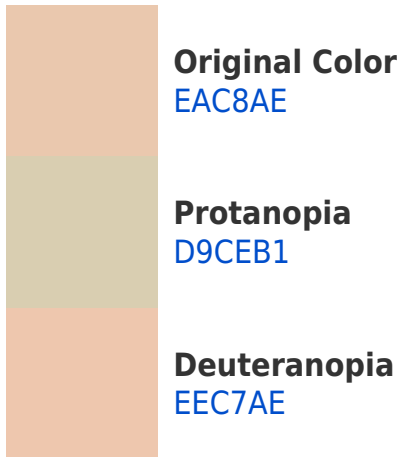 Original Color
EAC8AE
Protanopia
D9CEB1
Deuteranopia
EEC7AE